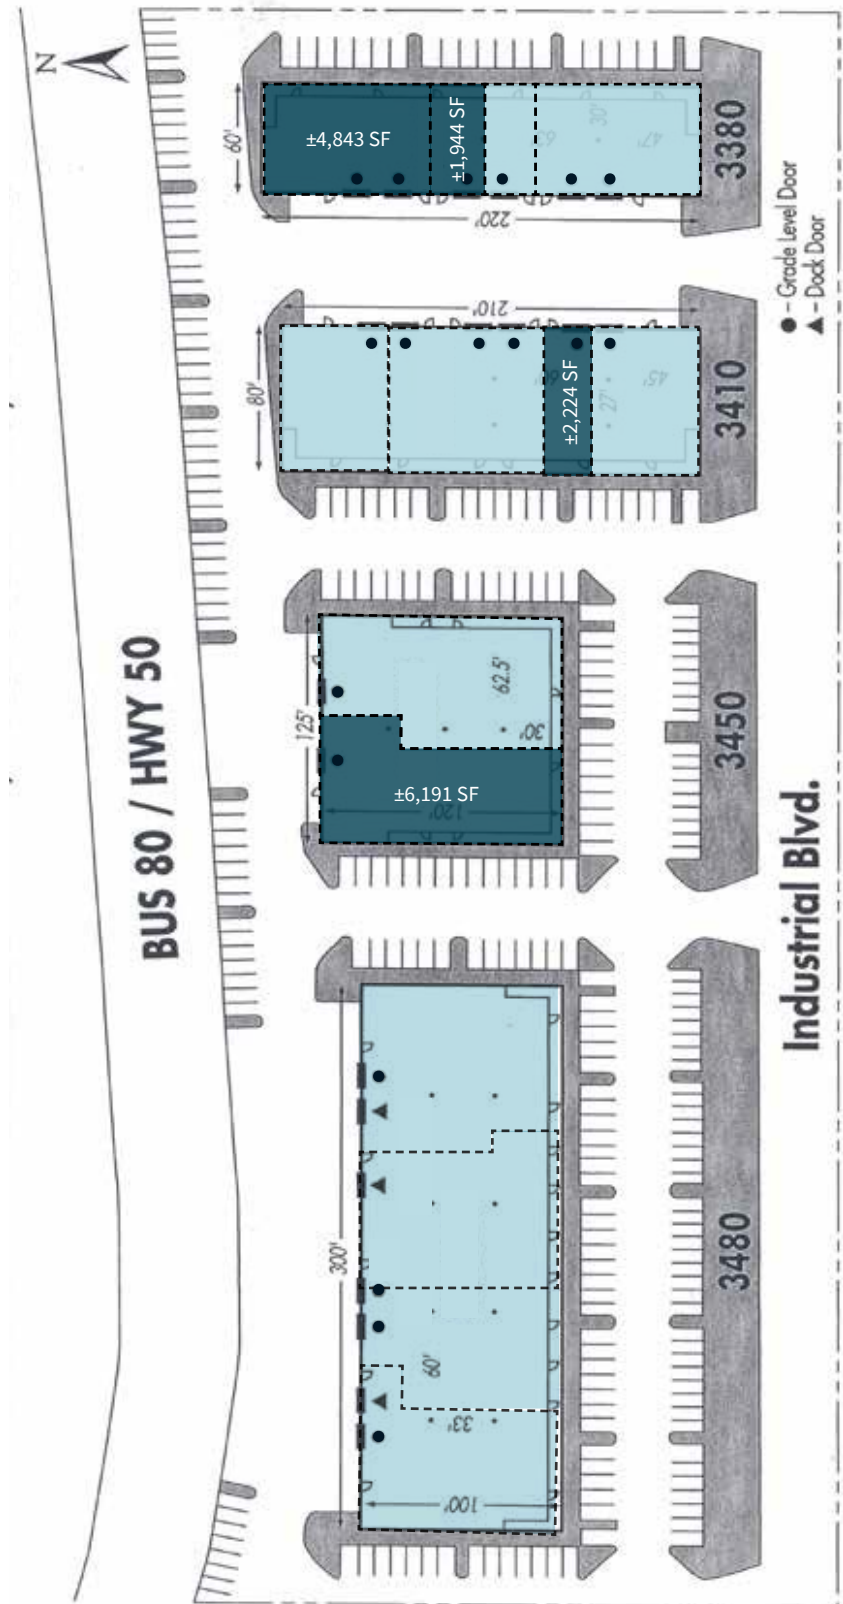 N
60'
±4,843 SF
±1,944 SF
63'
30'
47'
3380
220'
● - Grade Level Door
▲ - Dock Door
210'
80'
±2,224 SF
60'
27'
45'
3410
BUS 80 / HWY 50
125'
62.5'
30'
±6,191 SF
120'
3450
Industrial Blvd.
300'
60'
33'
100'
3480